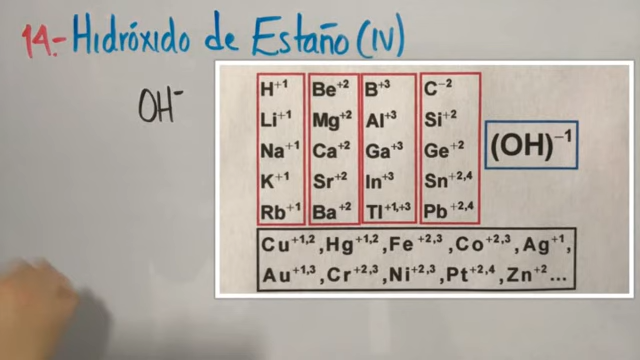 14.- Hidróxido de Estaño (IV)
OH⁻
H⁺¹ Be⁺² B⁺³ C⁻²
Li⁺¹ Mg⁺² Al⁺³ Si⁺²
Na⁺¹ Ca⁺² Ga⁺³ Ge⁺² (OH)⁻¹
K⁺¹ Sr⁺² In⁺³ Sn⁺²,⁴
Rb⁺¹ Ba⁺² Tl⁺¹,⁺³ Pb⁺²,⁴
Cu⁺¹,², Hg⁺¹,², Fe⁺²,³, Co⁺²,³, Ag⁺¹,
Au⁺¹,³, Cr⁺²,³, Ni⁺²,³, Pt⁺²,⁴, Zn⁺²...